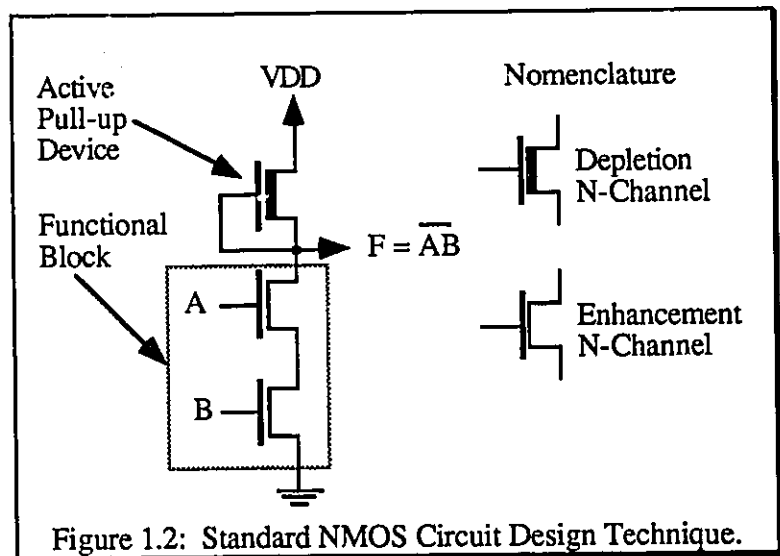 Active
Pull-up
Device
VDD
Nomenclature
Depletion
N-Channel
Functional
Block
F = \overline{AB}
A
Enhancement
N-Channel
B
Figure 1.2: Standard NMOS Circuit Design Technique.